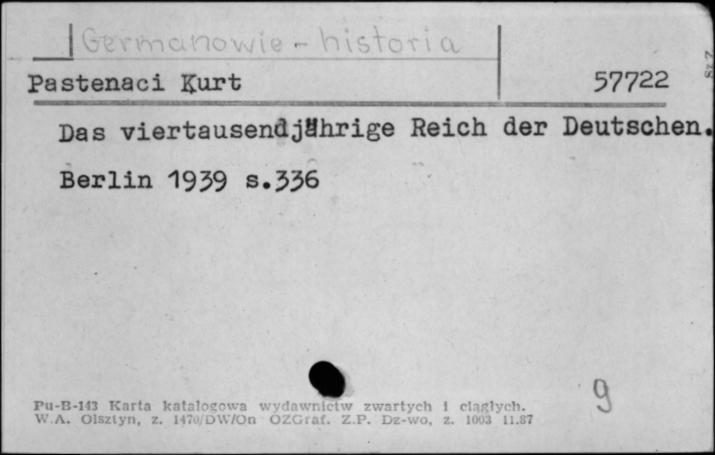 Germanowie - historia
Pastenaci Kurt 57722
Das viertausendjährige Reich der Deutschen.
Berlin 1939 s.336
9
Pu-B-143 Karta katalogowa wydawnictw zwartych i ciągłych.
W.A. Olsztyn, z. 1470/DW/On OZGraf. Z.P. Dz-wo, z. 1003 11.87